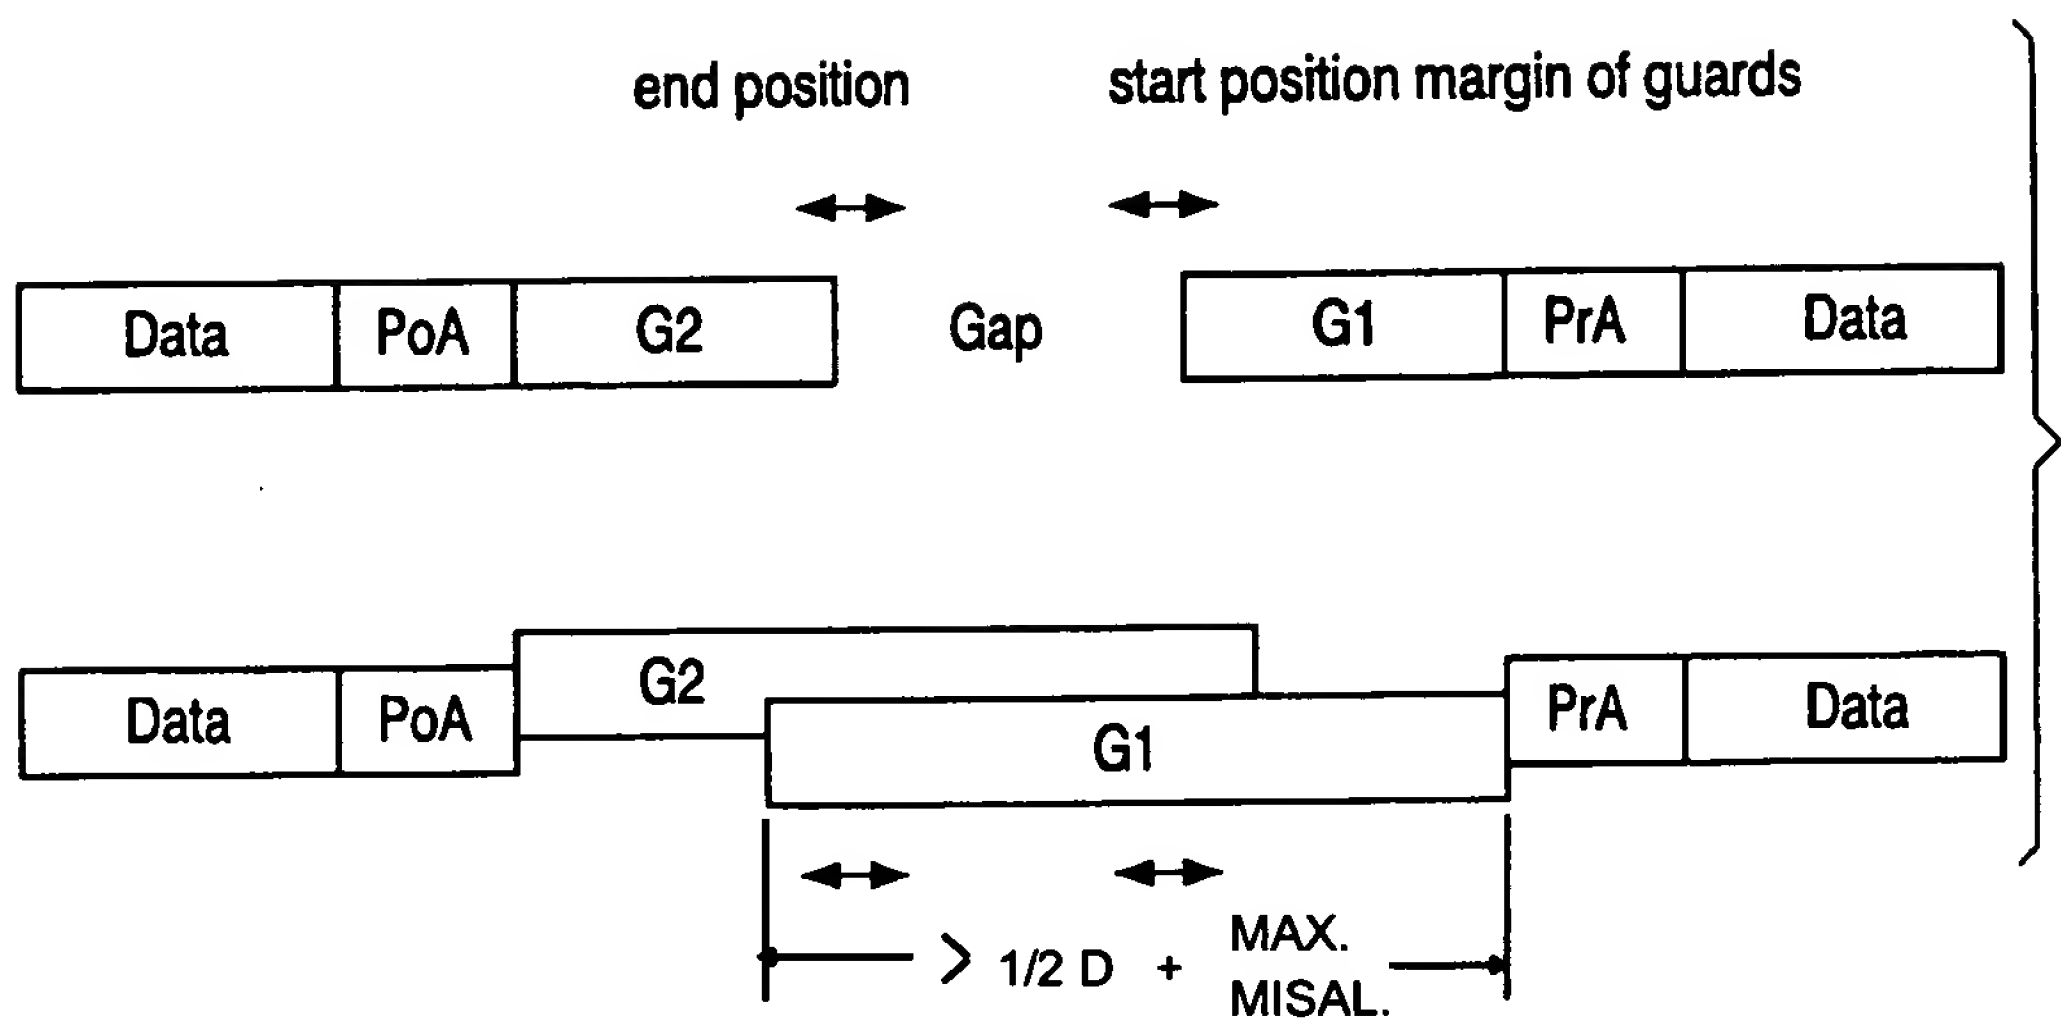 end position start position margin of guards
Data PoA G2 Gap G1 PrA Data
G2
Data PoA G1 PrA Data
> 1/2 D + MAX. MISAL.